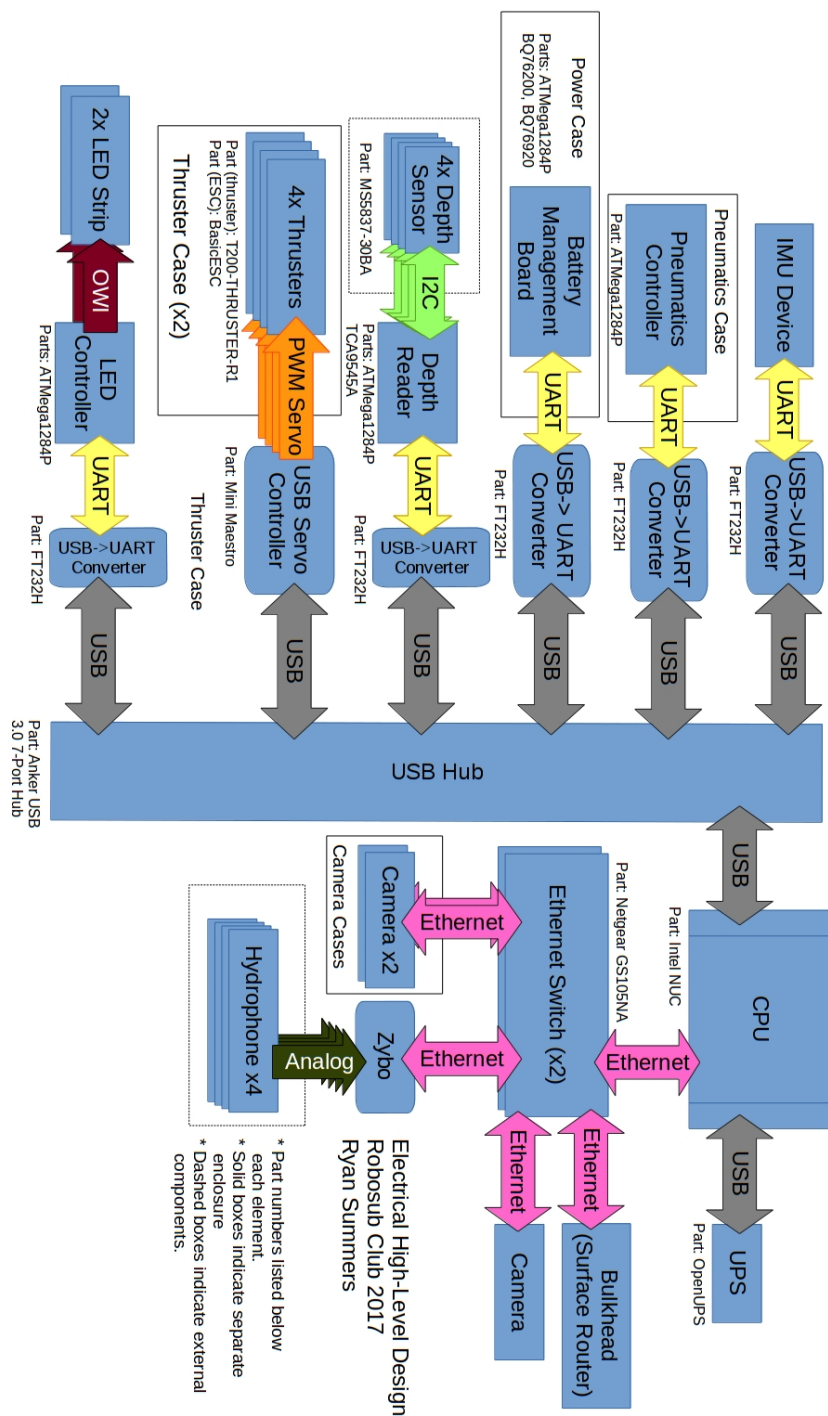 IMU Device
UART
USB->UART
Converter
Part: FT232H
USB
Pneumatics Case
Pneumatics
Controller
Part: ATMega1284P
UART
USB->UART
Converter
Part: FT232H
USB
Power Case
Parts: ATMega1284P
BQ76200, BQ76920
Battery
Management
Board
UART
USB-> UART
Converter
Part: FT232H
USB
4x Depth
Sensor
Part: MS5837-30BA
I2C
Depth
Reader
Parts: ATMega1284P
TCA9545A
UART
USB->UART
Converter
Part: FT232H
USB
4x Thrusters
Part (thruster): T200-THRUSTER-R1
Part (ESC): BasicESC
Thruster Case (x2)
PWM Servo
USB Servo
Controller
Part: Mini Maestro
Thruster Case
USB
2x LED Strip
OWI
LED
Controller
Parts: ATMega1284P
UART
USB->UART
Converter
Part: FT232H
USB
USB Hub
Part: Anker USB
3.0 7-Port Hub
USB
CPU
Part: Intel NUC
USB
UPS
Part: OpenUPS
Ethernet
Part: Netgear GS105NA
Ethernet Switch (x2)
Ethernet
Camera x2
Camera Cases
Ethernet
Zybo
Analog
Hydrophone x4
Ethernet
Bulkhead
(Surface Router)
Ethernet
Camera
Electrical High-Level Design
Robosub Club 2017
Ryan Summers
* Part numbers listed below
each element.
* Solid boxes indicate separate
enclosure
* Dashed boxes indicate external
components.